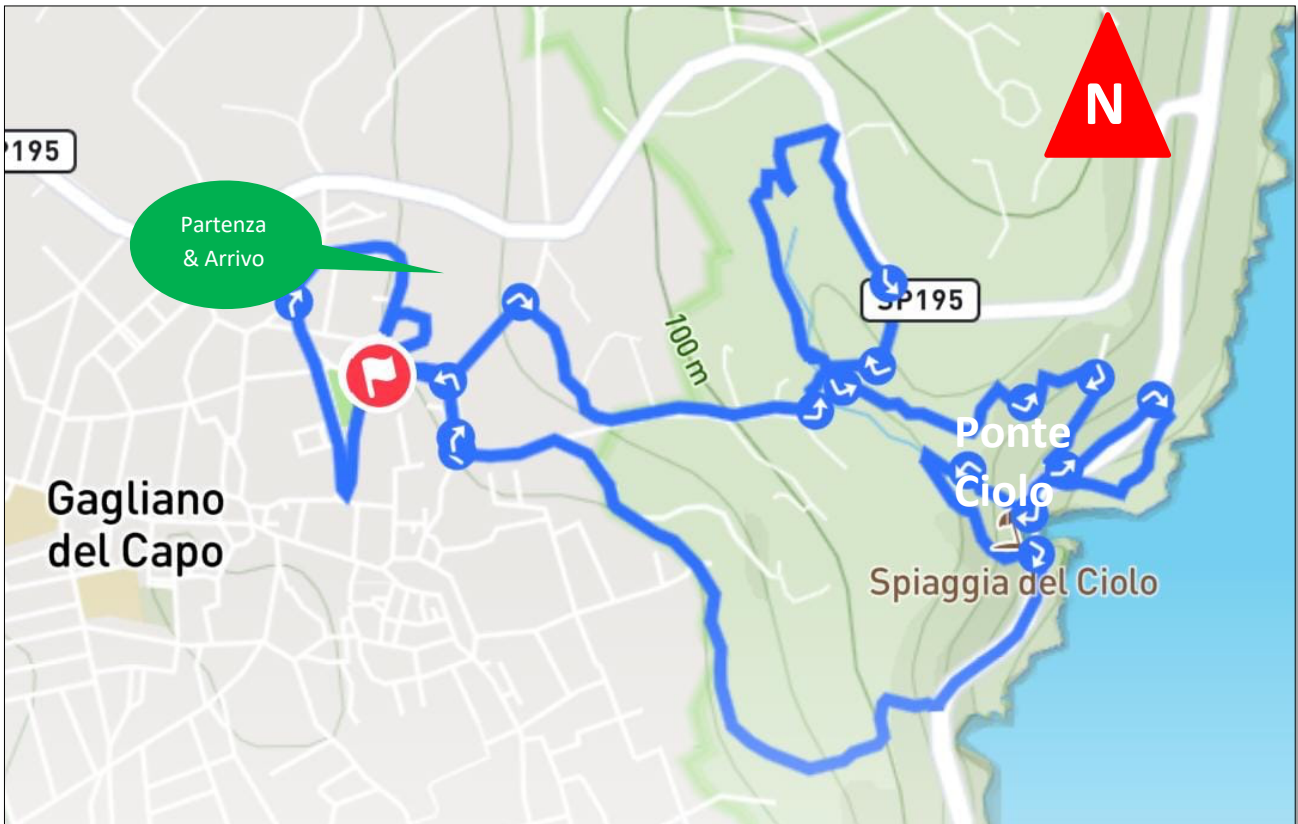 N
P195
Partenza
& Arrivo
SP195
100 m
Ponte
Ciolo
Gagliano
del Capo
Spiaggia del Ciolo